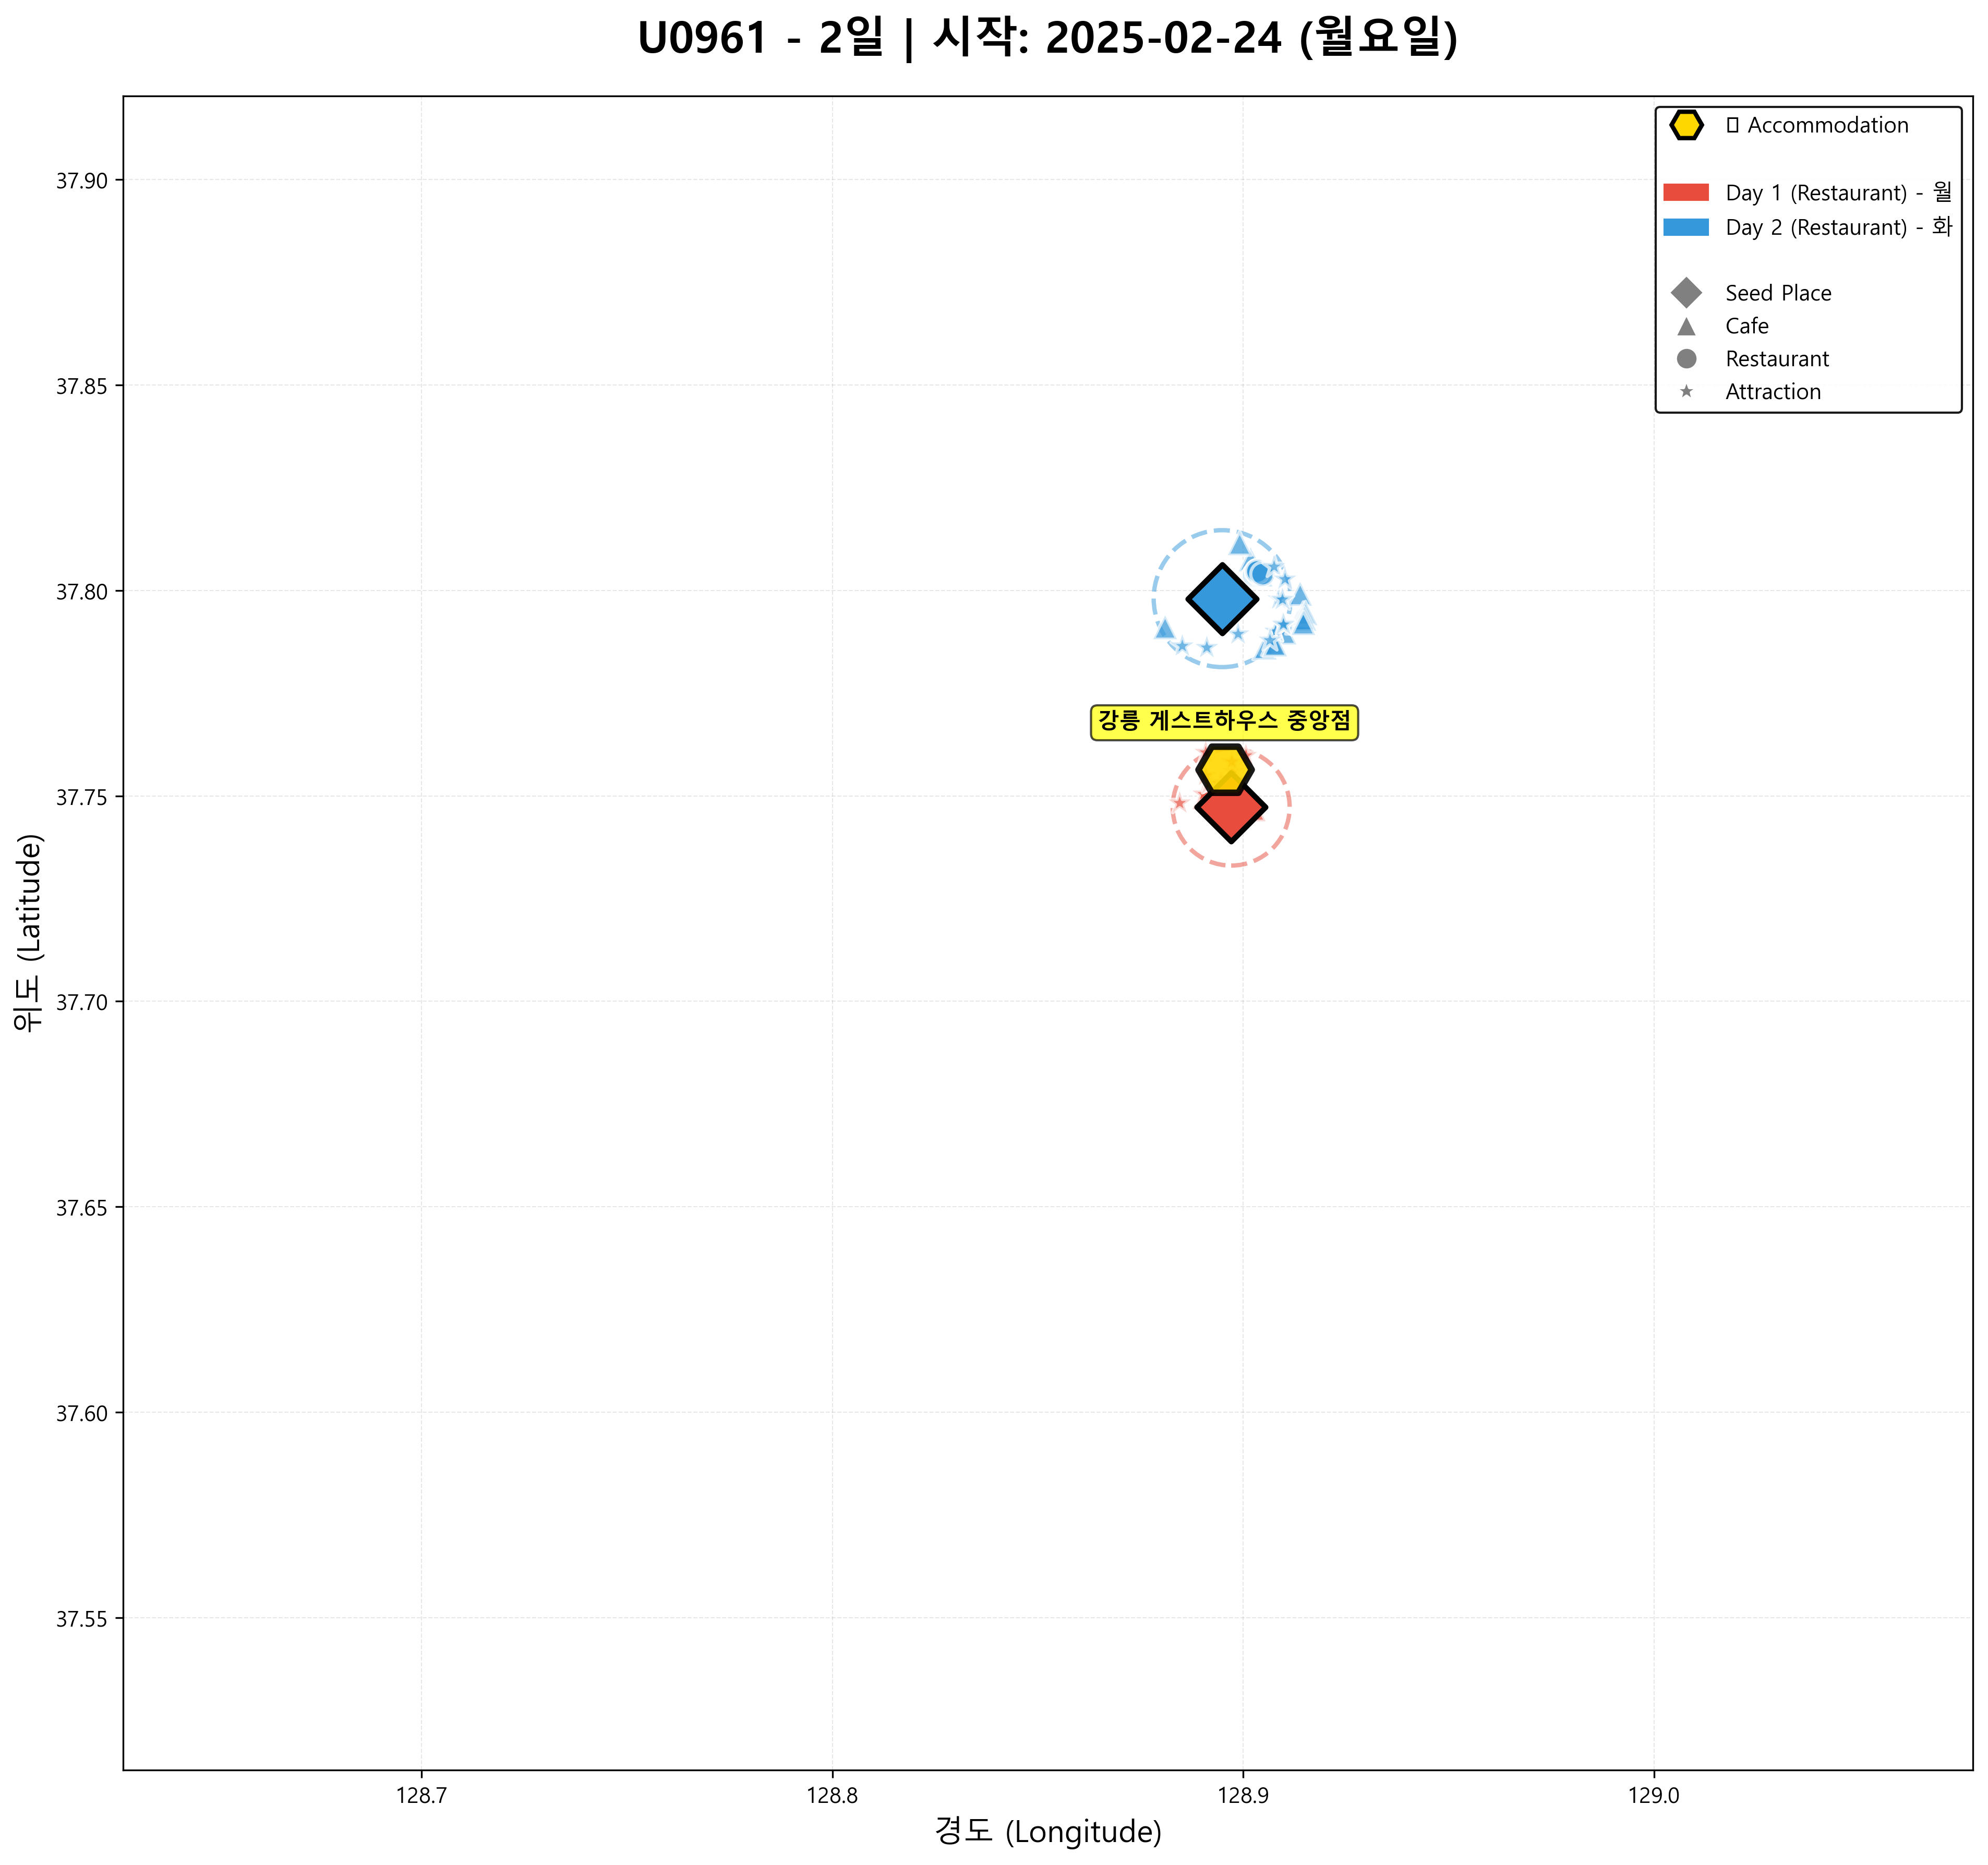 U0961 - 2일 | 시작: 2025-02-24 (월요일)
Accommodation
Day 1 (Restaurant) - 월
Day 2 (Restaurant) - 화
Seed Place
Cafe
Restaurant
Attraction
37.90
37.85
37.80
37.75
37.70
37.65
37.60
37.55
강릉 게스트하우스 중앙점
위도 (Latitude)
128.7
128.8
128.9
129.0
경도 (Longitude)